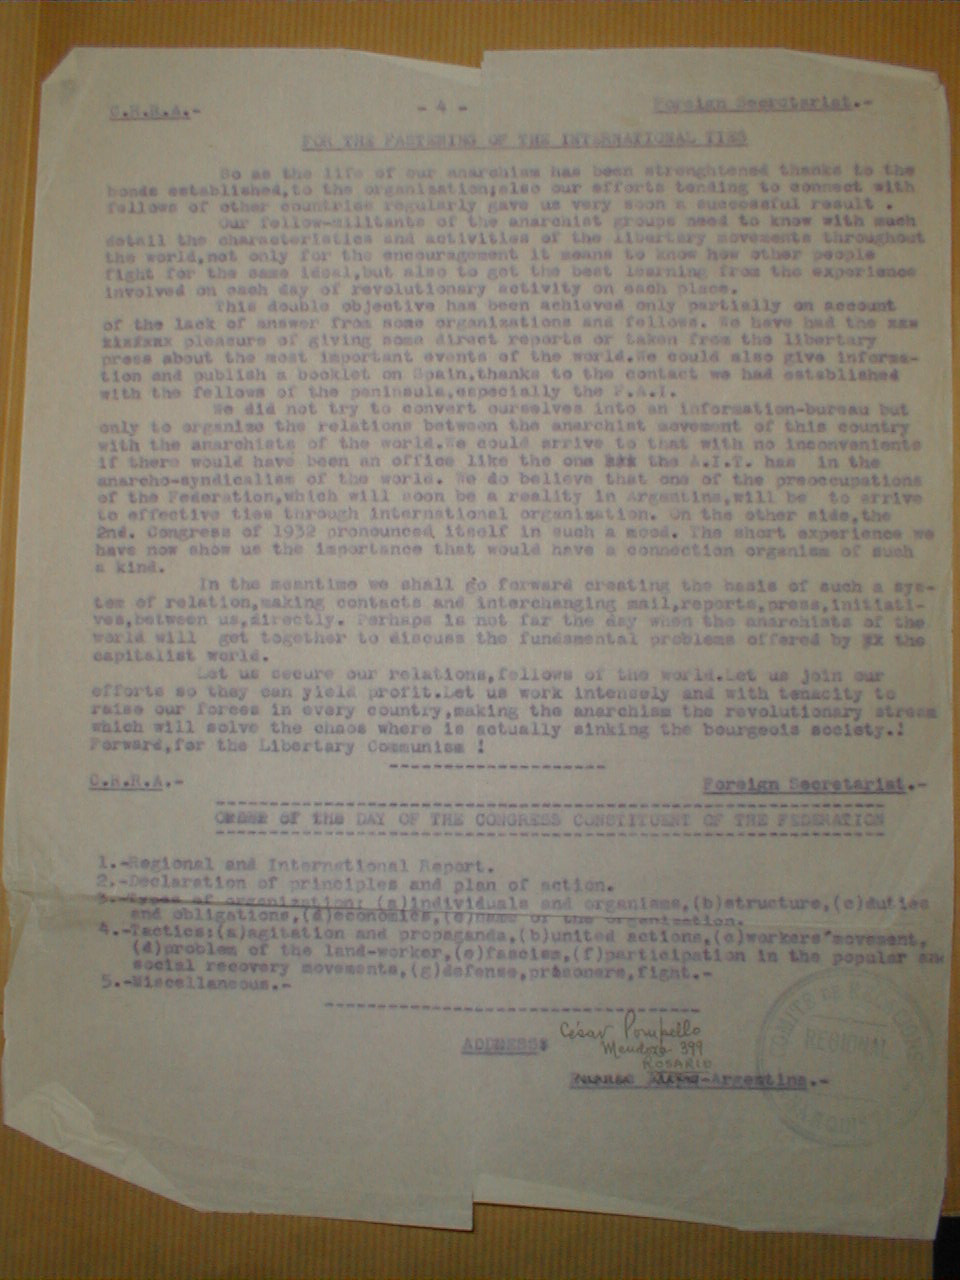 C.R.R.A.-
- 4 -
Foreign Secretariat.-
FOR THE FASTENING OF THE INTERNATIONAL TIES
So as the life of our anarchism has been strenghtened thanks to the
bonds established,to the organization;also our efforts tending to connect with
fellows of other countries regularly gave us very soon a successful result .
Our fellow-militants of the anarchist groups need to know with much
detail the characteristics and activities of the libertary movements throughout
the world,not only for the encouragement it means to know how other people
fight for the same ideal,but also to get the best learning from the experience
involved on each day of revolutionary activity on each place.
This double objective has been achieved only partially on account
of the lack of answer from some organizations and fellows. We have had the
pleasure of giving some direct reports or taken from the libertary
press about the most important events of the world.We could also give informa-
tion and publish a booklet on Spain,thanks to the contact we had established
with the fellows of the peninsula,especially the F.A.I.
We did not try to convert ourselves into an information-bureau but
only to organize the relations between the anarchist movement of this country
with the anarchists of the world.We could arrive to that with no inconveniente
if there would have been an office like the one the A.I.T. has in the
anarcho-syndicalism of the world. We do believe that one of the preoccupations
of the Federation,which will soon be a reality in Argentina,will be to arrive
to effective ties through international organisation. On the other side,the
2nd. Congress of 1932 pronounced itself in such a mood. The short experience we
have now show us the importance that would have a connection organism of such
a kind.
In the meantime we shall go forward creating the basis of such a sys-
tem of relation,making contacts and interchanging mail,reports,press,initiati-
ves,between us,directly. Perhaps is not far the day when the anarchists of the
world will get together to discuss the fundamental problems offered by the
capitalist world.
Let us secure our relations,fellows of the world.Let us join our
efforts so they can yield profit.Let us work intensely and with tenacity to
raise our forces in every country,making the anarchism the revolutionary stream
which will solve the chaos where is actually sinking the bourgeois society.!
Forward,for the Libertary Communism !
C.R.R.A.-
Foreign Secretariat.-
ORDER of the DAY OF THE CONGRESS CONSTITUENT OF THE FEDERATION
1.-Regional and International Report.
2.-Declaration of principles and plan of action.
3.-Types of organization: (a)individuals and organisms,(b)structure,(c)duties
and obligations,(d)economics,(e)name of the organization.
4.-Tactics:(a)agitation and propaganda,(b)united actions,(c)workers'movement,
(d)problem of the land-worker,(e)fascism,(f)participation in the popular and
social recovery movements,(g)defense,prisoners,fight.-
5.-Miscellaneous.-
ADDRESS:
César Pompello
Mendoza 399
ROSARIO
-Argentina.-
COMITÉ DE RELACIONES
REGIONAL